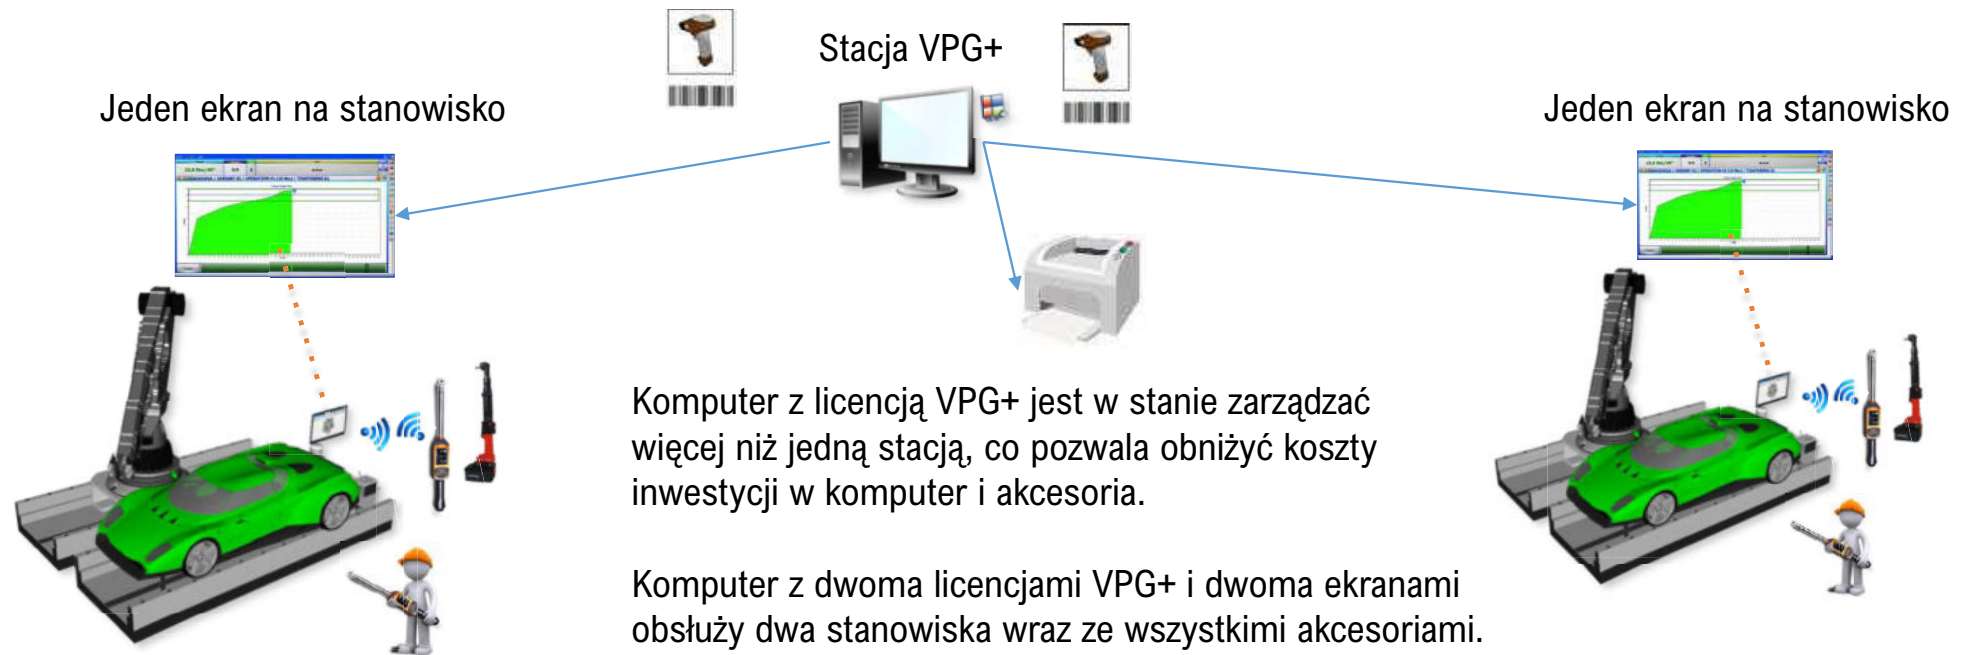 Stacja VPG+
Jeden ekran na stanowisko
Jeden ekran na stanowisko
Komputer z licencją VPG+ jest w stanie zarządzać
więcej niż jedną stacją, co pozwala obniżyć koszty
inwestycji w komputer i akcesoria.
Komputer z dwoma licencjami VPG+ i dwoma ekranami
obsłuży dwa stanowiska wraz ze wszystkimi akcesoriami.